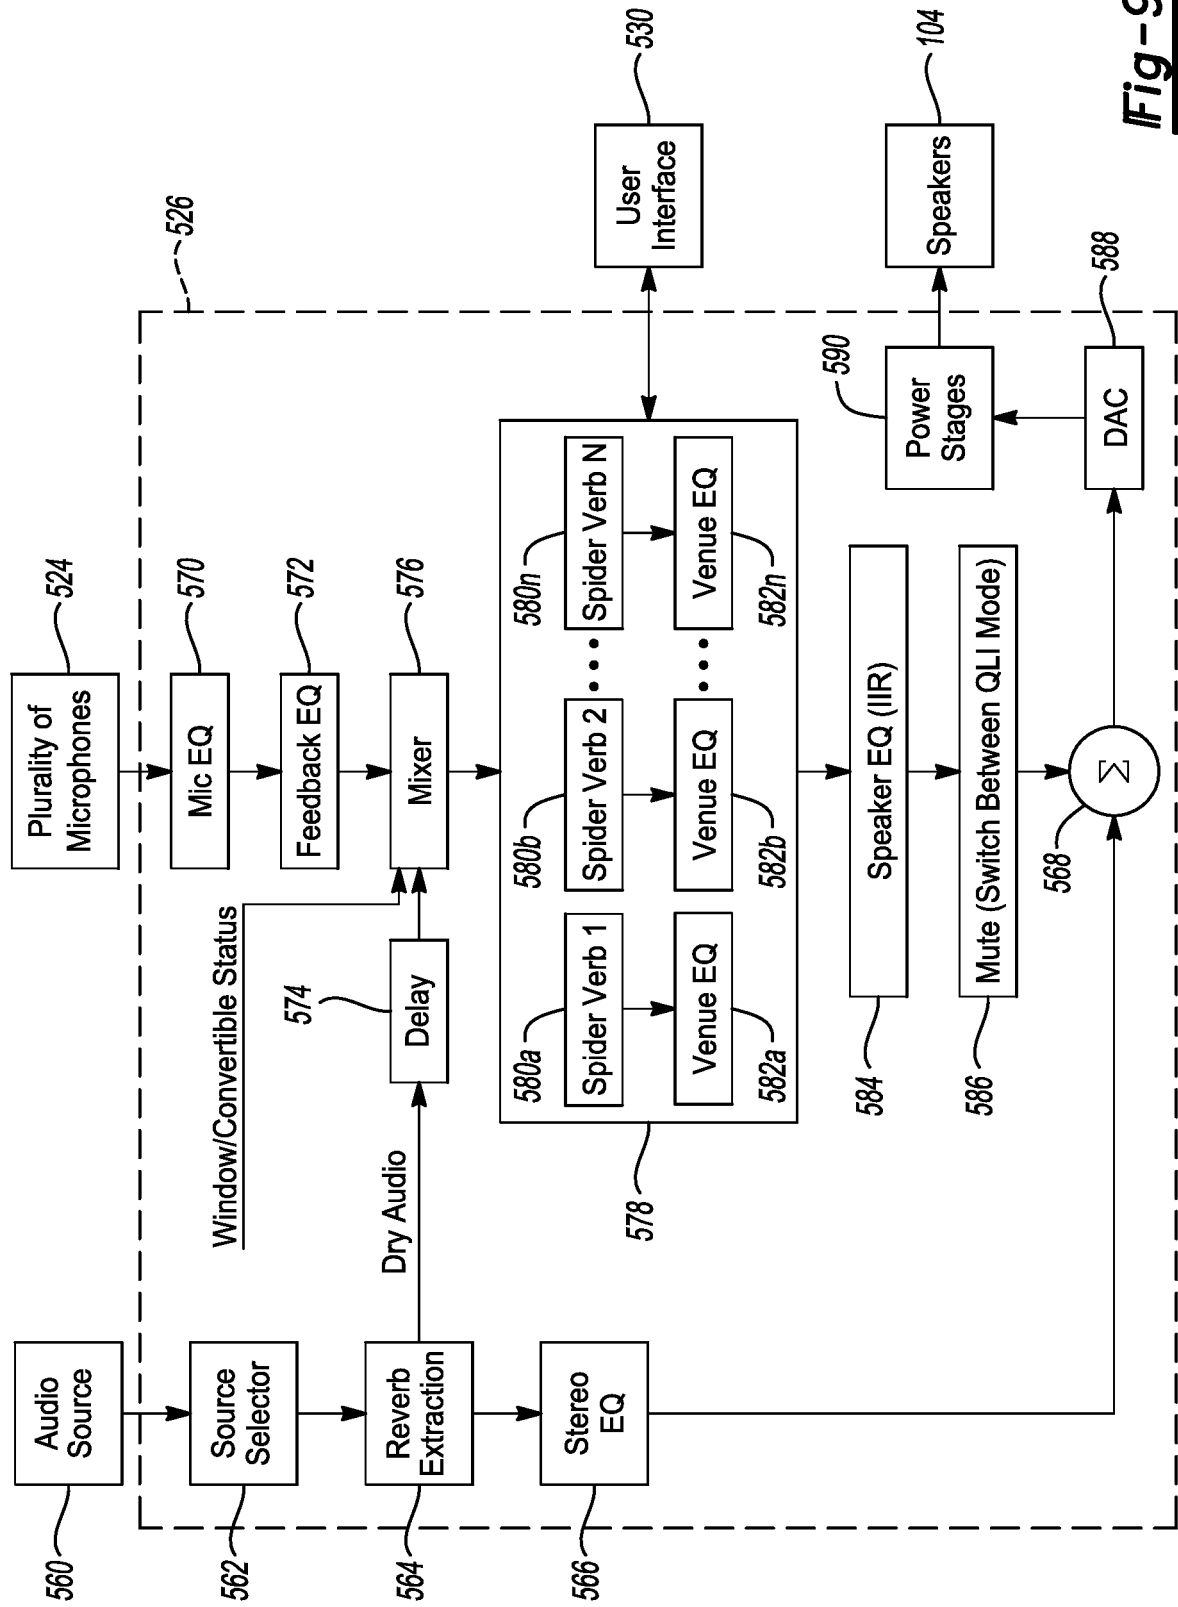 560
Audio
Source
562
Source
Selector
564
Reverb
Extraction
566
Stereo
EQ
Window/Convertible Status
Dry Audio
574
Delay
Plurality of
Microphones
524
Mic EQ
570
Feedback EQ
572
Mixer
576
526
578
580a
Spider Verb 1
Venue EQ
582a
580b
Spider Verb 2
Venue EQ
582b
580n
Spider Verb N
Venue EQ
582n
User
Interface
530
584
Speaker EQ (IIR)
586
Mute (Switch Between QLI Mode)
568
Σ
590
Power
Stages
DAC
588
Speakers
104
Fig-9